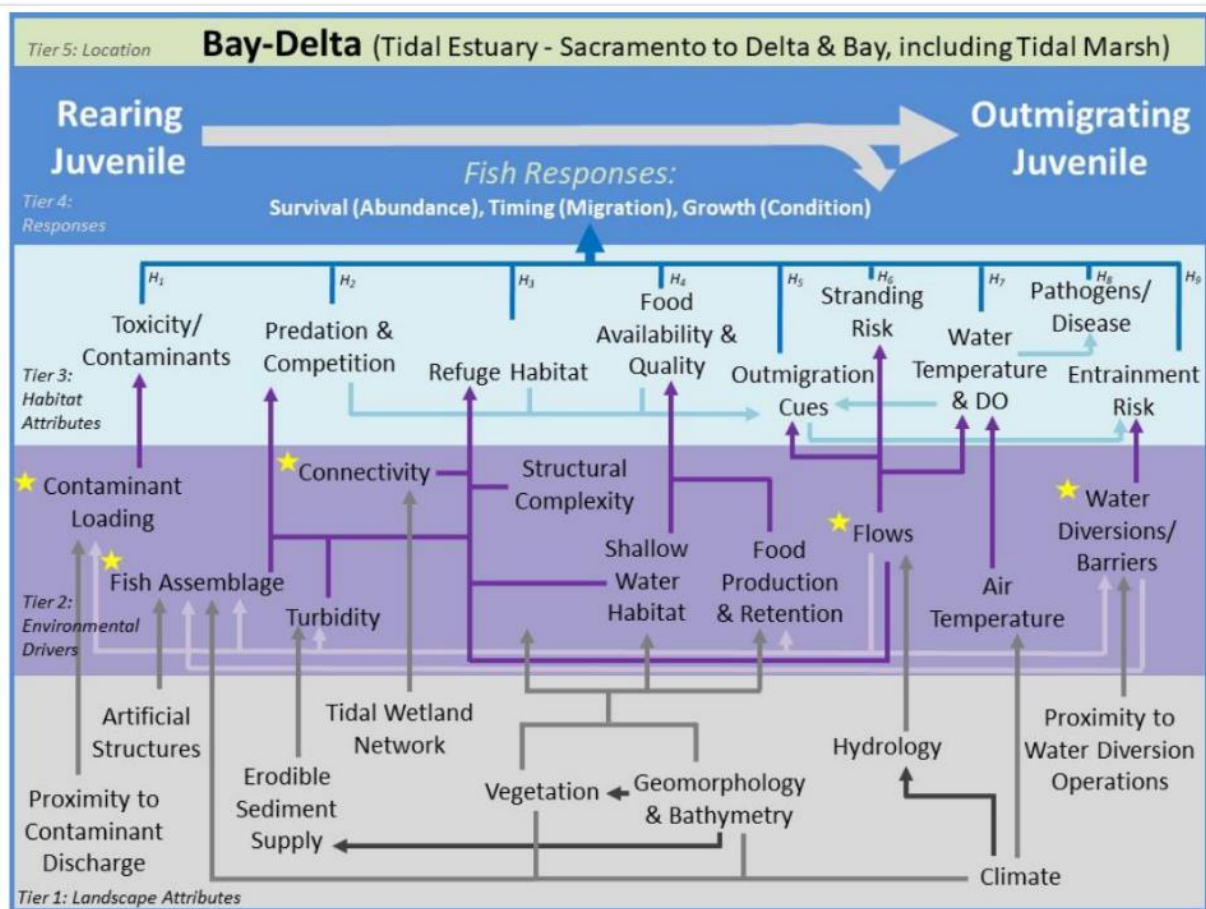 Tier 5: Location
Bay-Delta (Tidal Estuary - Sacramento to Delta & Bay, including Tidal Marsh)
Rearing
Juvenile
Outmigrating
Juvenile
Fish Responses:
Survival (Abundance), Timing (Migration), Growth (Condition)
Tier 4:
Responses
H1
H2
H3
H4
H5
H6
H7
H8
H9
Toxicity/
Contaminants
Predation &
Competition
Refuge Habitat
Food
Availability &
Quality
Outmigration
Cues
Stranding
Risk
Water
Temperature
& DO
Pathogens/
Disease
Entrainment
Risk
Tier 3:
Habitat
Attributes
Contaminant
Loading
Connectivity
Structural
Complexity
Fish Assemblage
Turbidity
Shallow
Water
Habitat
Food
Production
& Retention
Flows
Air
Temperature
Water
Diversions/
Barriers
Tier 2:
Environmental
Drivers
Artificial
Structures
Tidal Wetland
Network
Proximity to
Contaminant
Discharge
Erodible
Sediment
Supply
Vegetation
Geomorphology
& Bathymetry
Hydrology
Proximity to
Water Diversion
Operations
Climate
Tier 1: Landscape Attributes